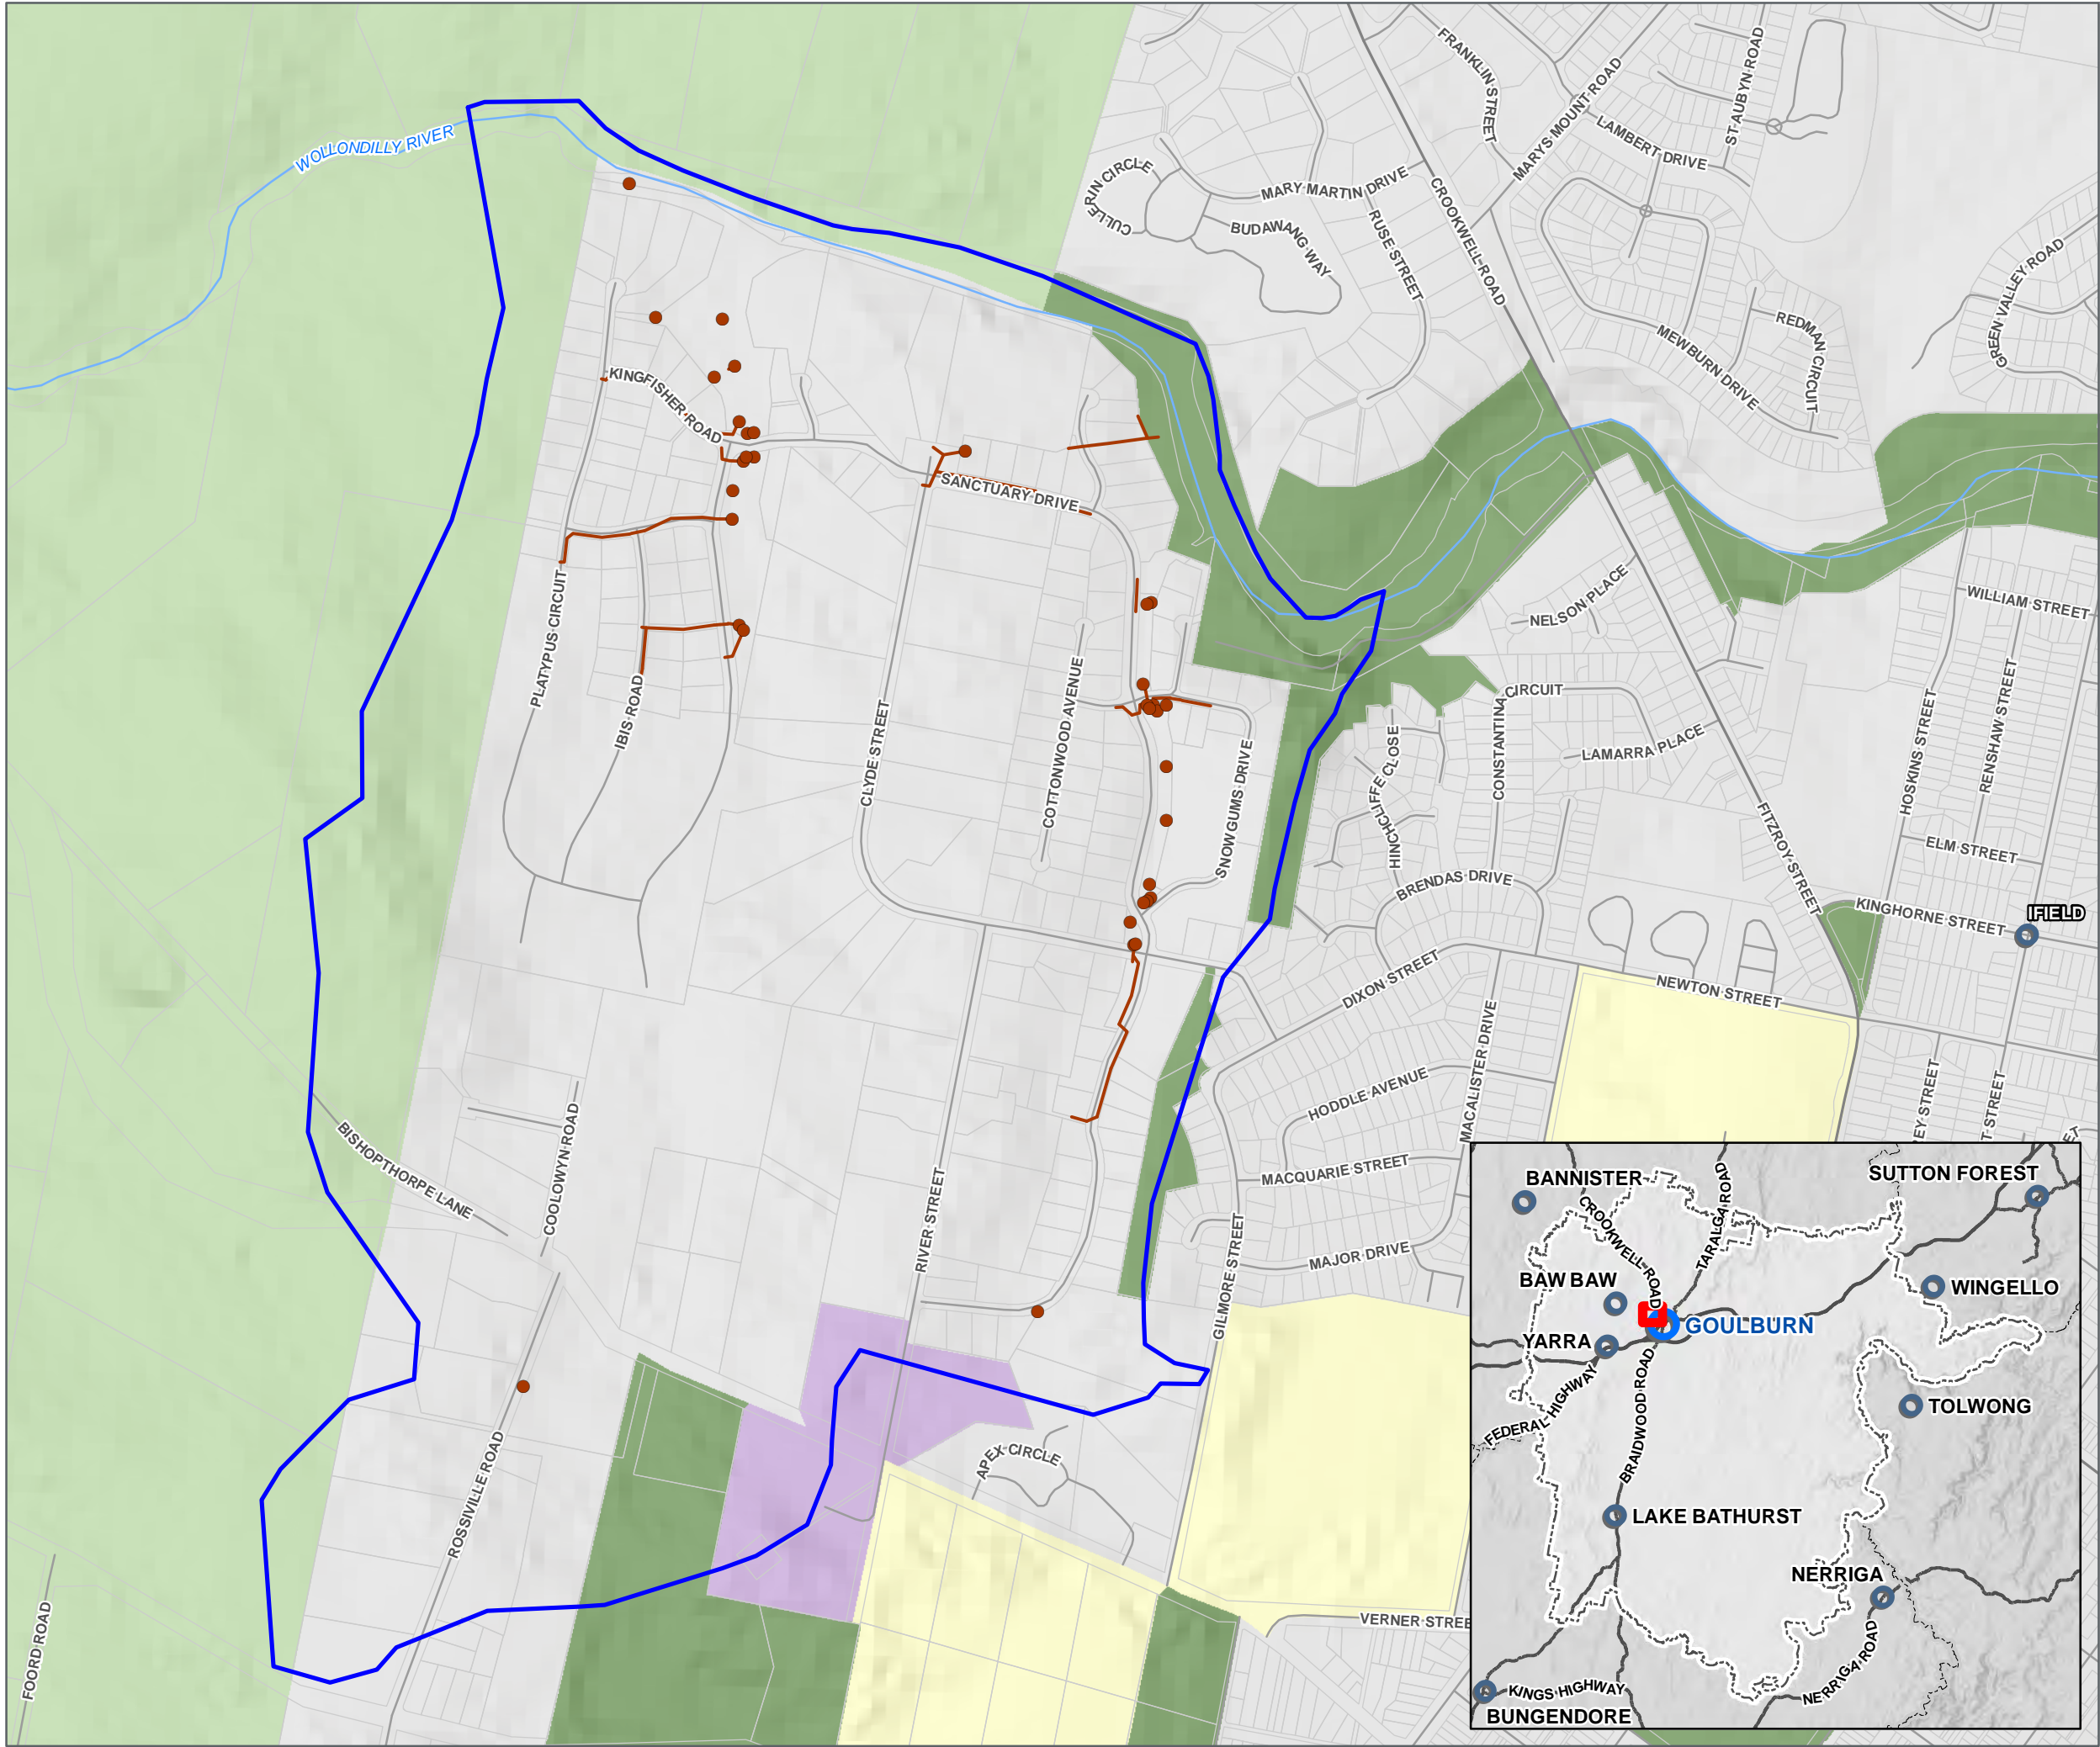 FRANKLIN STREET
MARYS MOUNT ROAD
ST AUBYN ROAD
LAMBERT DRIVE
WOLLONDILLY RIVER
CULLERIN CIRCLE
MARY MARTIN DRIVE
BUDAWANG WAY
RUSE STREET
CROOKWELL ROAD
GREEN VALLEY ROAD
REDMAN CIRCUIT
MEWBURN DRIVE
KINGFISHER ROAD
SANCTUARY DRIVE
NELSON PLACE
WILLIAM STREET
PLATYPUS CIRCUIT
IBIS ROAD
CLYDE STREET
COTTONWOOD AVENUE
SNOWGUMS DRIVE
HINCHCLIFFE CLOSE
CONSTANTINA CIRCUIT
LAMARRA PLACE
HOSKINS STREET
RENSHAW STREET
ELM STREET
FITZROY STREET
BRENDAS DRIVE
KINGHORNE STREET
IFIELD
DIXON STREET
NEWTON STREET
MACALISTER DRIVE
HODDLE AVENUE
EY STREET
T STREET
ET
BISHOPTHORPE LANE
COOLOWYN ROAD
RIVER STREET
MACQUARIE STREET
GILMORE STREET
MAJOR DRIVE
APEX CIRCLE
ROSSIVILLE ROAD
FOORD ROAD
VERNER STREE
BANNISTER
SUTTON FOREST
CROOKWELL ROAD
TARALGA ROAD
BAW BAW
WINGELLO
GOULBURN
YARRA
FEDERAL HIGHWAY
BRAIDWOOD ROAD
TOLWONG
LAKE BATHURST
NERRIGA
NERRIGA ROAD
KINGS HIGHWAY
BUNGENDORE